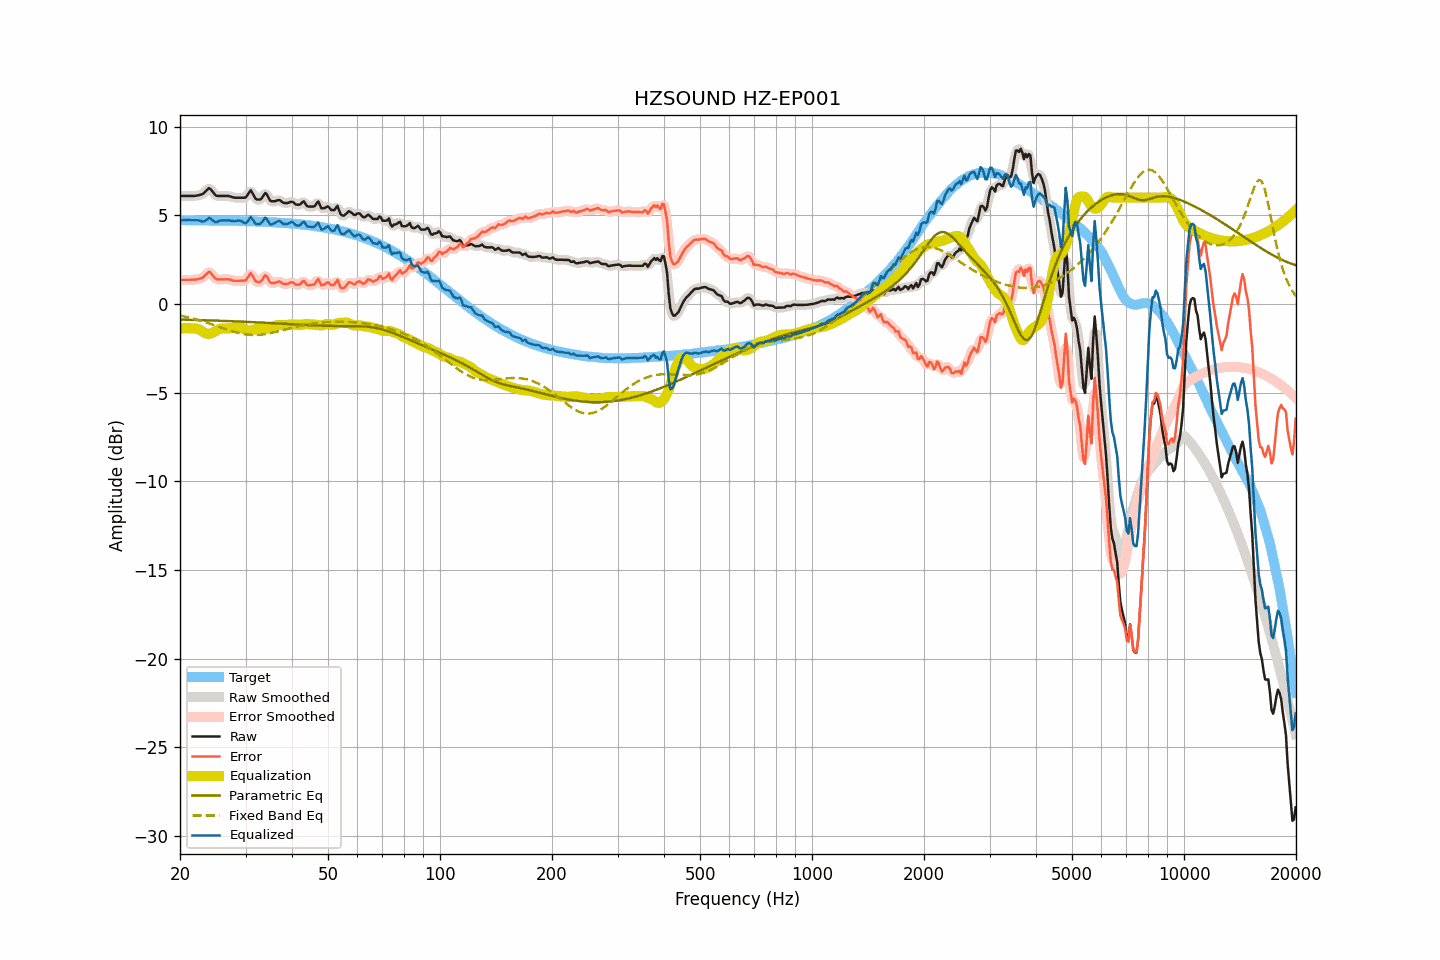 HZSOUND HZ-EP001
10
5
0
−5
−10
−15
−20
−25
−30
Amplitude (dBr)
Target
Raw Smoothed
Error Smoothed
Raw
Error
Equalization
Parametric Eq
Fixed Band Eq
Equalized
20 50 100 200 500 1000 2000 5000 10000 20000
Frequency (Hz)